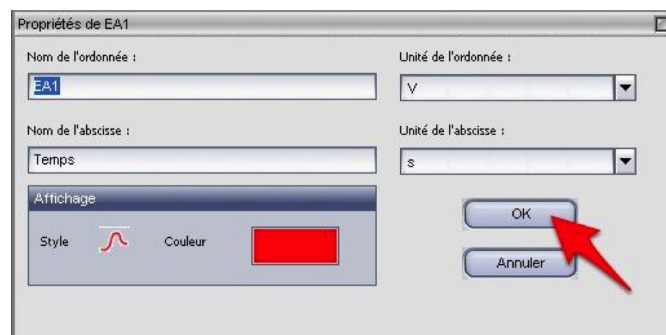 Propriétés de EA1
Nom de l'ordonnée :
Unité de l'ordonnée :
EA1
V
Nom de l'abscisse :
Unité de l'abscisse :
Temps
s
Affichage
Style
Couleur
OK
Annuler